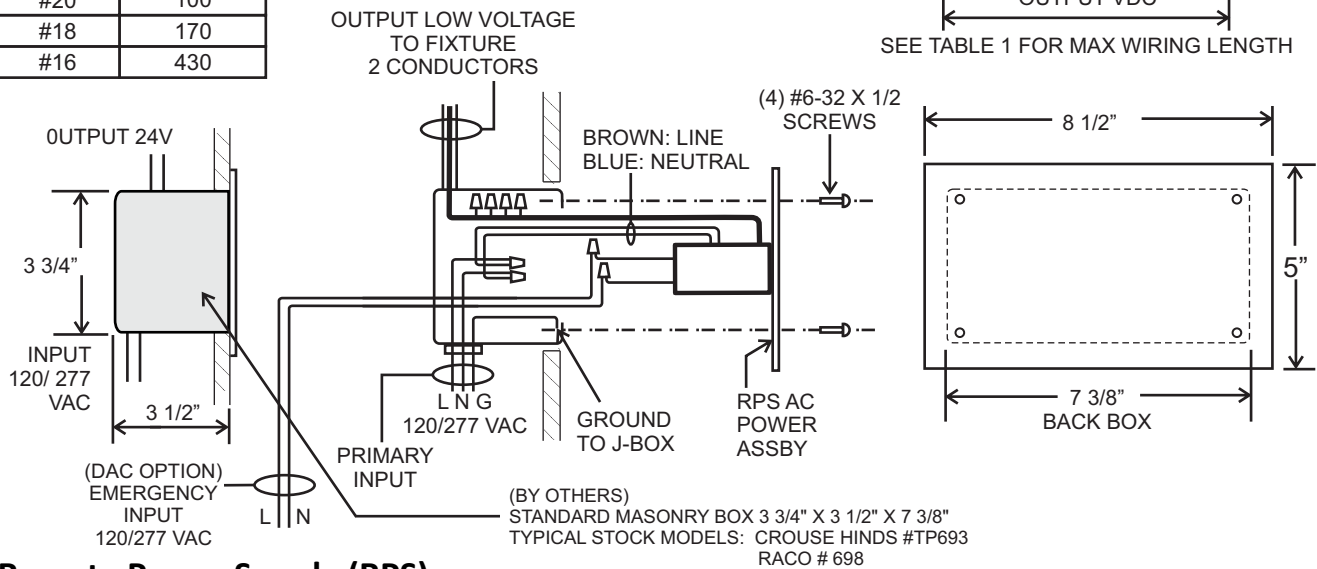 #20 100
#18 170
#16 430
OUTPUT LOW VOLTAGE
TO FIXTURE
2 CONDUCTORS
OUTPUT VDC
SEE TABLE 1 FOR MAX WIRING LENGTH
0UTPUT 24V
3 3/4”
INPUT
120/ 277
VAC
3 1/2”
BROWN: LINE
BLUE: NEUTRAL
(4) #6-32 X 1/2
SCREWS
8 1/2”
5”
7 3/8”
BACK BOX
L N G
120/277 VAC
PRIMARY
INPUT
GROUND
TO J-BOX
RPS AC
POWER
ASSBY
(DAC OPTION)
EMERGENCY
INPUT
120/277 VAC
L N
(BY OTHERS)
STANDARD MASONRY BOX 3 3/4" X 3 1/2" X 7 3/8"
TYPICAL STOCK MODELS: CROUSE HINDS #TP693
RACO # 698
Remote Power Supply (RPS)